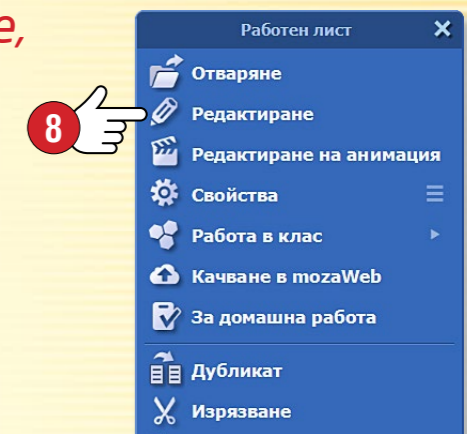 е,
Работен лист
Отваряне
8
Редактиране
Редактиране на анимация
Свойства
Работа в клас
Качване в mozaWeb
За домашна работа
Дубликат
Изрязване